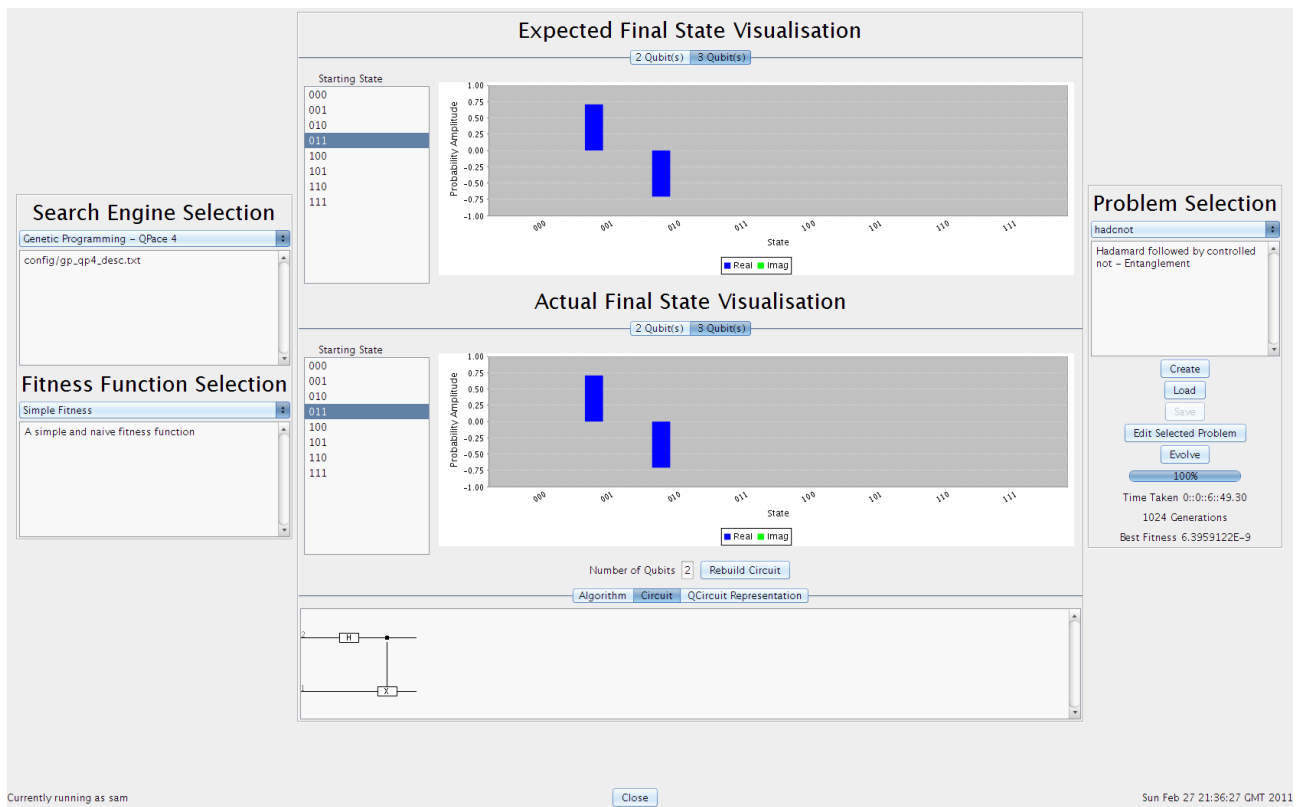 Expected Final State Visualisation
2 Qubit(s) 3 Qubit(s)
Starting State
000
001
010
011
100
101
110
111
Probability Amplitude
1.00
0.75
0.50
0.25
0.00
-0.25
-0.50
-0.75
-1.00
000 001 010 011 100 101 110 111
State
Real Imag
Actual Final State Visualisation
2 Qubit(s) 3 Qubit(s)
Starting State
000
001
010
011
100
101
110
111
Probability Amplitude
1.00
0.75
0.50
0.25
0.00
-0.25
-0.50
-0.75
-1.00
000 001 010 011 100 101 110 111
State
Real Imag
Number of Qubits 2 Rebuild Circuit
Algorithm Circuit QCircuit Representation
2 H
1 X
Search Engine Selection
Genetic Programming - QPace 4
config/gp_qp4_desc.txt
Fitness Function Selection
Simple Fitness
A simple and naive fitness function
Problem Selection
hadcnot
Hadamard followed by controlled
not - Entanglement
Create
Load
Save
Edit Selected Problem
Evolve
100%
Time Taken 0::0::6::49.30
1024 Generations
Best Fitness 6.3959122E-9
Currently running as sam
Close
Sun Feb 27 21:36:27 GMT 2011